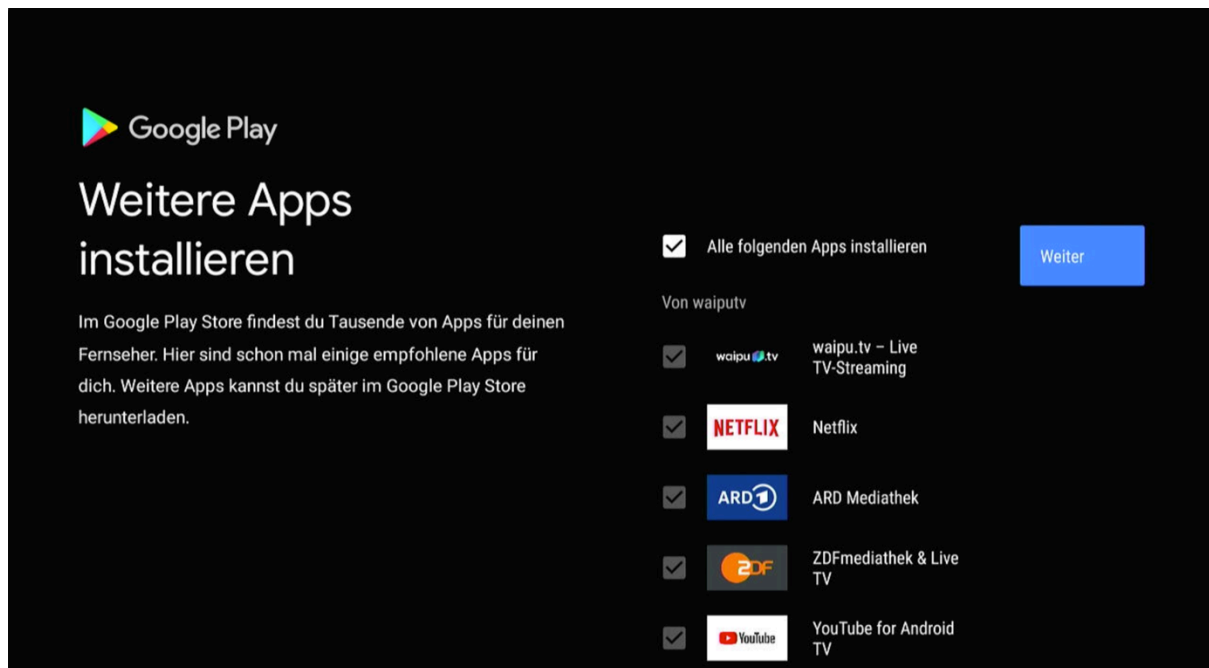 Google Play
Weitere Apps
installieren
Im Google Play Store findest du Tausende von Apps für deinen
Fernseher. Hier sind schon mal einige empfohlene Apps für
dich. Weitere Apps kannst du später im Google Play Store
herunterladen.
Alle folgenden Apps installieren
Weiter
Von waiputv
waipu.tv
waipu.tv – Live
TV-Streaming
NETFLIX
Netflix
ARD 1
ARD Mediathek
ZDF
ZDFmediathek & Live
TV
YouTube
YouTube for Android
TV